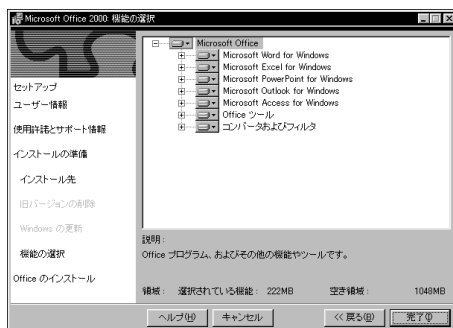 Microsoft Office 2000: 機能の選択
セットアップ
ユーザー情報
使用許諾とサポート情報
インストールの準備
インストール先
旧バージョンの削除
Windows の更新
機能の選択
Office のインストール
Microsoft Office
Microsoft Word for Windows
Microsoft Excel for Windows
Microsoft PowerPoint for Windows
Microsoft Outlook for Windows
Microsoft Access for Windows
Office ツール
コンバータおよびフィルタ
説明:
Office プログラム、およびその他の機能やツールです。
領域: 選択されている機能: 222MB 空き領域: 1048MB
ヘルプ(H) キャンセル << 戻る(B) 完了(I)